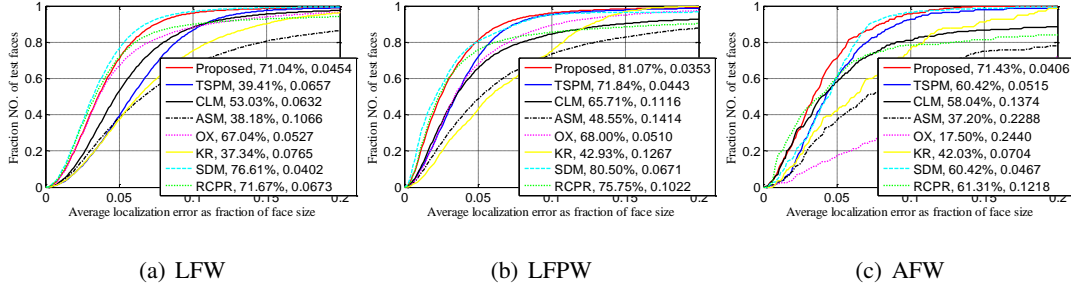 Fraction NO. of test faces
1
0.8
0.6
0.4
0.2
0
0
0.05
0.1
0.15
0.2
Proposed, 71.04%, 0.0454
TSPM, 39.41%, 0.0657
CLM, 53.03%, 0.0632
ASM, 38.18%, 0.1066
OX, 67.04%, 0.0527
KR, 37.34%, 0.0765
SDM, 76.61%, 0.0402
RCPR, 71.67%, 0.0673
Average localization error as fraction of face size
(a) LFW
Fraction NO. of test faces
1
0.8
0.6
0.4
0.2
0
0
0.05
0.1
0.15
0.2
Proposed, 81.07%, 0.0353
TSPM, 71.84%, 0.0443
CLM, 65.71%, 0.1116
ASM, 48.55%, 0.1414
OX, 68.00%, 0.0510
KR, 42.93%, 0.1267
SDM, 80.50%, 0.0671
RCPR, 75.75%, 0.1022
Average localization error as fraction of face size
(b) LFPW
Fraction NO. of test faces
1
0.8
0.6
0.4
0.2
0
0
0.05
0.1
0.15
0.2
Proposed, 71.43%, 0.0406
TSPM, 60.42%, 0.0515
CLM, 58.04%, 0.1374
ASM, 37.20%, 0.2288
OX, 17.50%, 0.2440
KR, 42.03%, 0.0704
SDM, 60.42%, 0.0467
RCPR, 61.31%, 0.1218
Average localization error as fraction of face size
(c) AFW